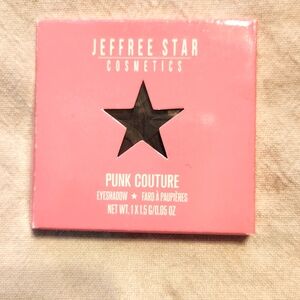 JEFFREE STAR
COSMETICS
PUNK COUTURE
EYESHADOW ★ FARD À PAUPIÈRES
NET WT. 1 X 1.5 G/0.05 OZ